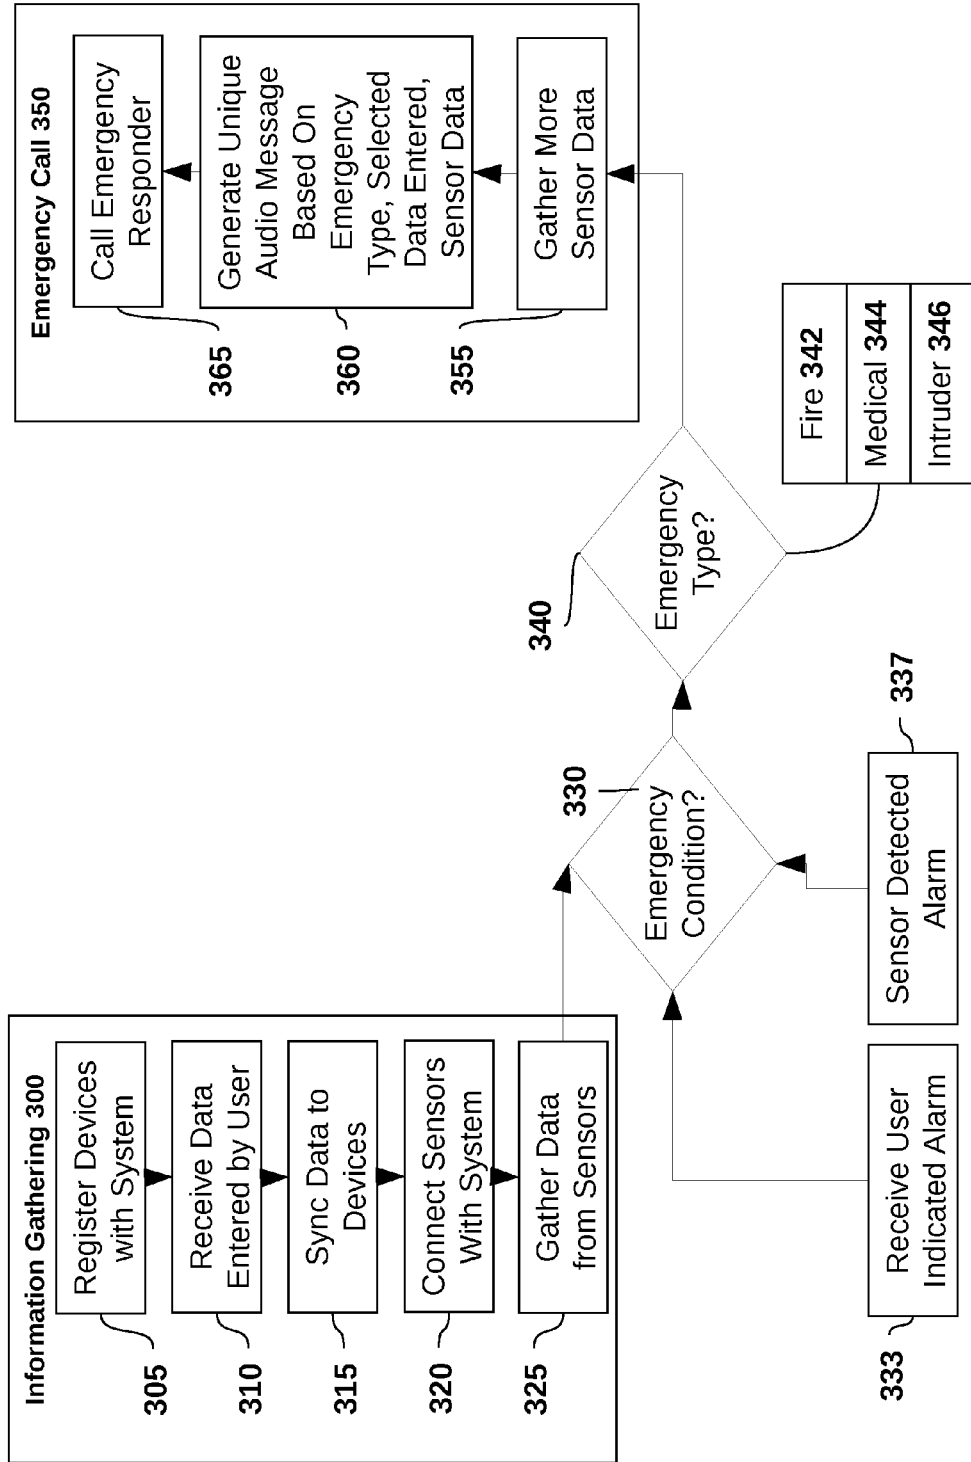 Information Gathering 300
Register Devices
with System
305
Receive Data
Entered by User
310
Sync Data to
Devices
315
Connect Sensors
With System
320
Gather Data
from Sensors
325
Receive User
Indicated Alarm
333
Sensor Detected
Alarm
337
Emergency
Condition?
330
Emergency
Type?
340
Fire 342
Medical 344
Intruder 346
Emergency Call 350
Call Emergency
Responder
365
Generate Unique
Audio Message
Based On
Emergency
Type, Selected
Data Entered,
Sensor Data
360
Gather More
Sensor Data
355